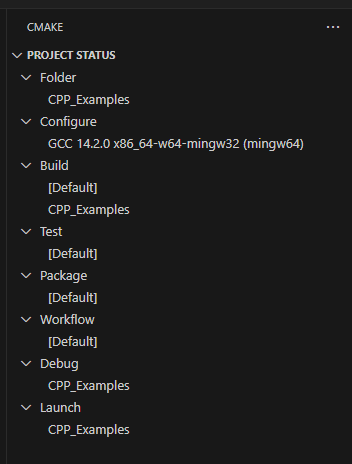 CMAKE
PROJECT STATUS
Folder
CPP_Examples
Configure
GCC 14.2.0 x86_64-w64-mingw32 (mingw64)
Build
[Default]
CPP_Examples
Test
[Default]
Package
[Default]
Workflow
[Default]
Debug
CPP_Examples
Launch
CPP_Examples